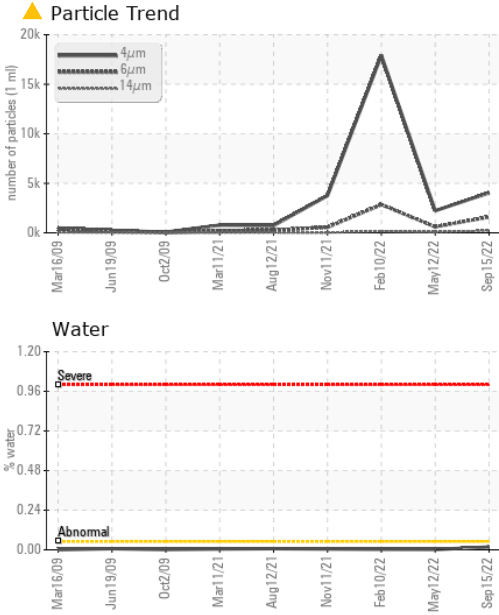 Particle Trend
number of particles (1 ml)
20k
15k
10k
5k
0k
4µm
6µm
14µm
Mar16/09
Jun19/09
Oct2/09
Mar11/21
Aug12/21
Nov11/21
Feb10/22
May12/22
Sep15/22
Water
% water
1.20
0.96
0.72
0.48
0.24
0.00
Severe
Abnormal
Mar16/09
Jun19/09
Oct2/09
Mar11/21
Aug12/21
Nov11/21
Feb10/22
May12/22
Sep15/22